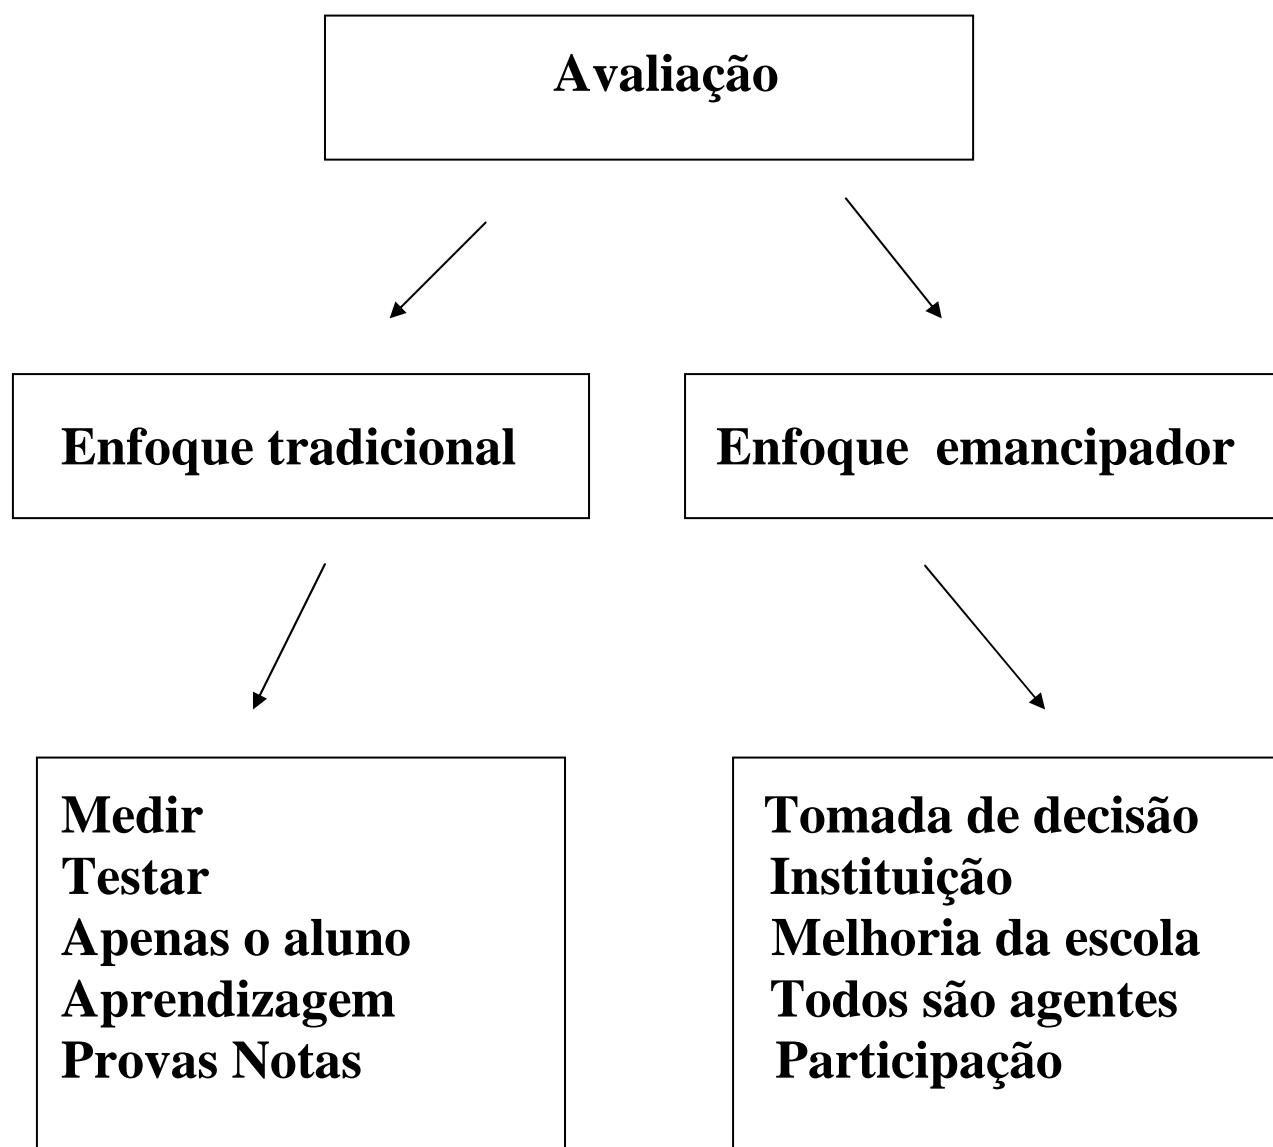 Avaliação
Enfoque tradicional
Enfoque emancipador
Medir
Testar
Apenas o aluno
Aprendizagem
Provas Notas
Tomada de decisão
Instituição
Melhoria da escola
Todos são agentes
Participação